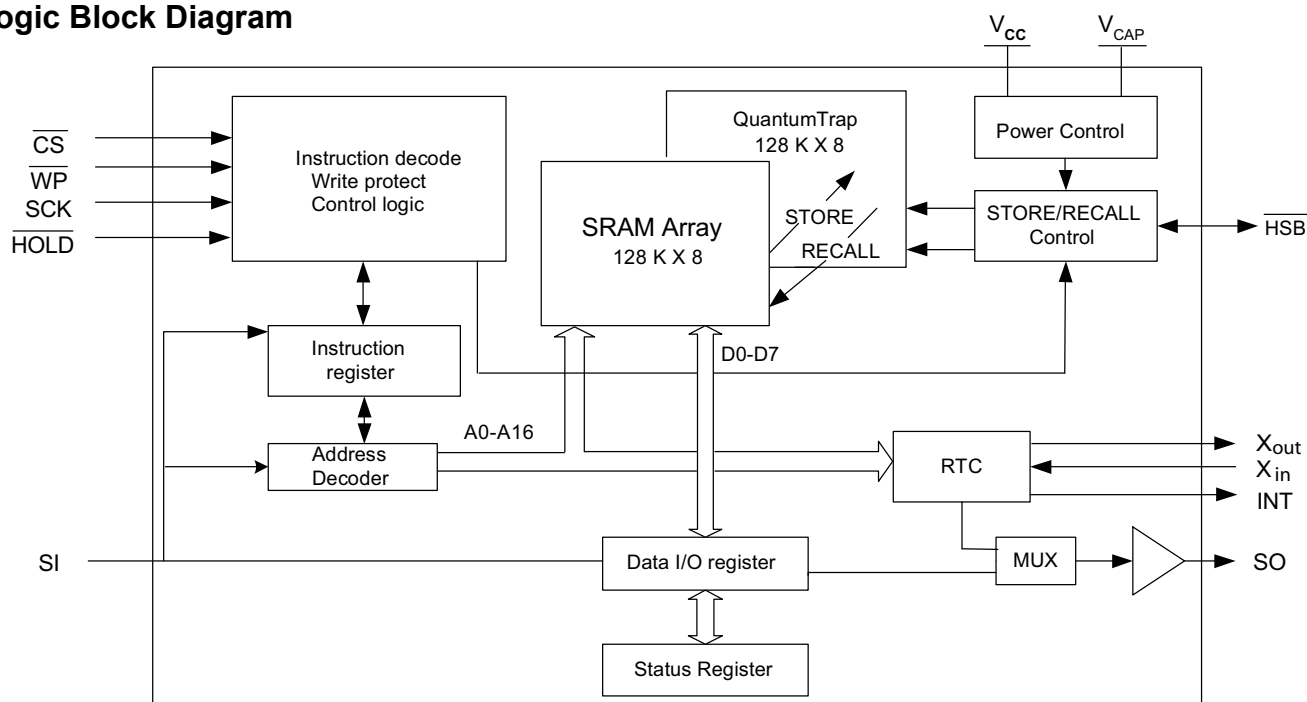 ogic Block Diagram
VCC
VCAP
Power Control
QuantumTrap
128 K X 8
CS
WP
SCK
HOLD
Instruction decode
Write protect
Control logic
SRAM Array
128 K X 8
STORE
RECALL
STORE/RECALL
Control
HSB
Instruction
register
D0-D7
A0-A16
Address
Decoder
RTC
Xout
Xin
INT
SI
Data I/O register
MUX
SO
Status Register